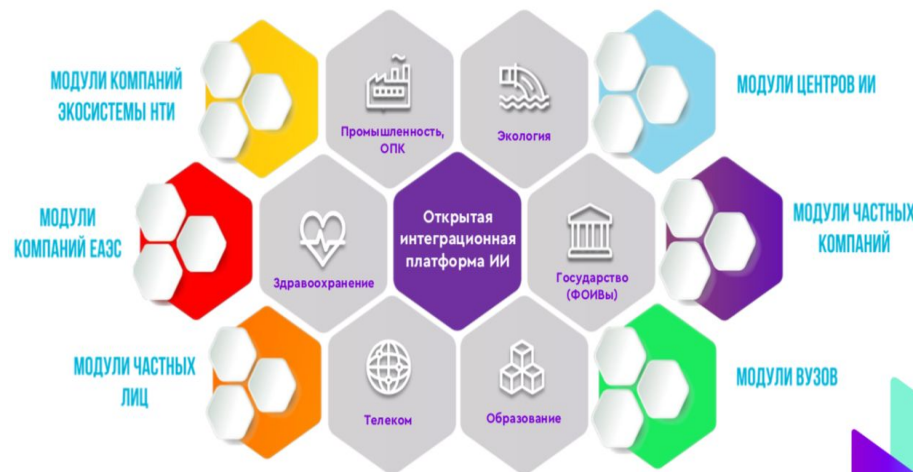 МОДУЛИ КОМПАНИЙ
ЭКОСИСТЕМЫ НТИ
Промышленность,
ОПК
Экология
МОДУЛИ ЦЕНТРОВ ИИ
МОДУЛИ
КОМПАНИЙ ЕАЗС
Здравоохранение
Открытая
интеграционная
платформа ИИ
Государство
(ФОИВы)
МОДУЛИ ЧАСТНЫХ
КОМПАНИЙ
МОДУЛИ ЧАСТНЫХ
ЛИЦ
Телеком
Образование
МОДУЛИ ВУЗОВ